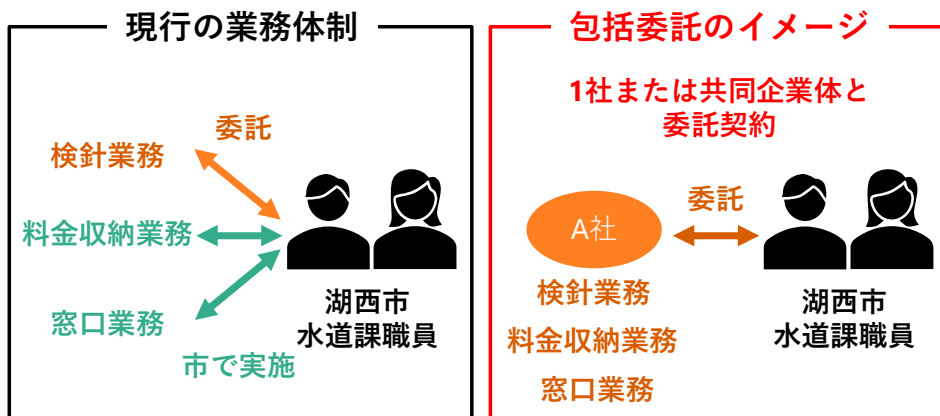 現行の業務体制
委託
検針業務
料金収納業務
窓口業務
市で実施
湖西市
水道課職員
包括委託のイメージ
1社または共同企業体と
委託契約
A社
委託
検針業務
料金収納業務
窓口業務
湖西市
水道課職員